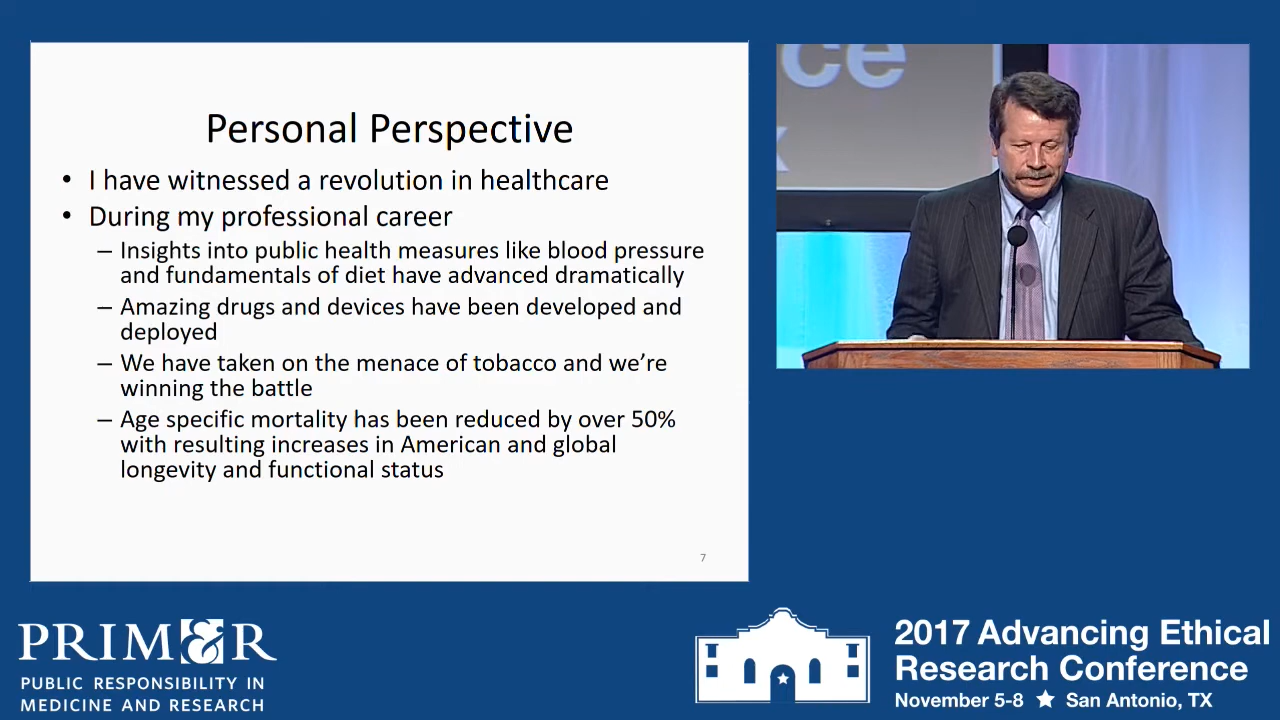 Personal Perspective
• I have witnessed a revolution in healthcare
• During my professional career
– Insights into public health measures like blood pressure
and fundamentals of diet have advanced dramatically
– Amazing drugs and devices have been developed and
deployed
– We have taken on the menace of tobacco and we’re
winning the battle
– Age specific mortality has been reduced by over 50%
with resulting increases in American and global
longevity and functional status
7
ce
PRIM&R
PUBLIC RESPONSIBILITY IN
MEDICINE AND RESEARCH
2017 Advancing Ethical
Research Conference
November 5-8 ★ San Antonio, TX